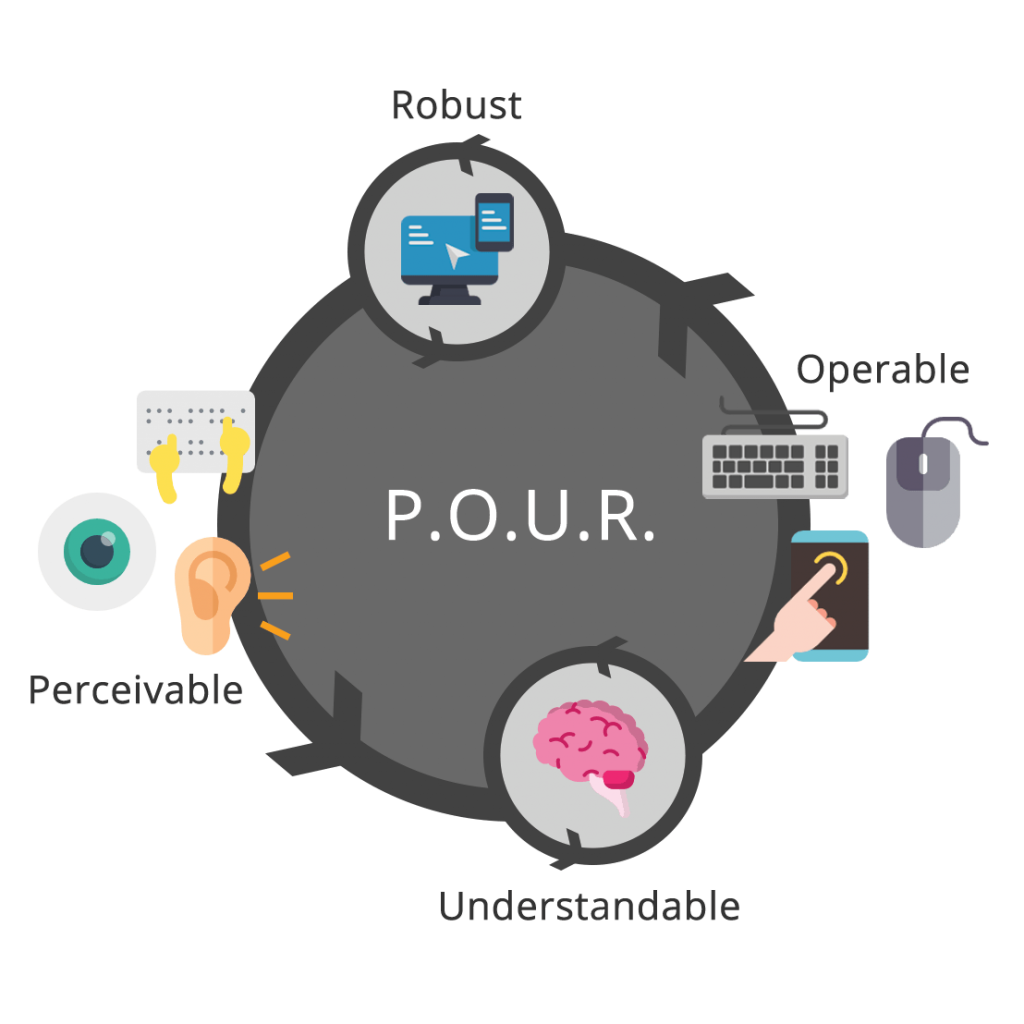 Robust
Operable
P.O.U.R.
Perceivable
Understandable